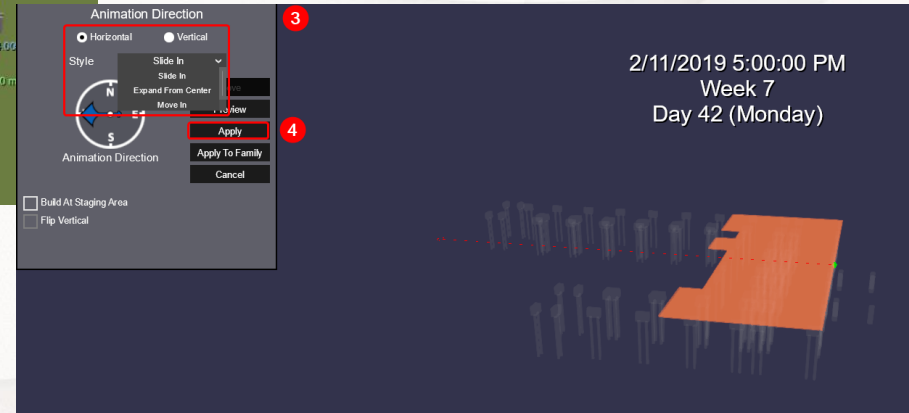 Animation Direction
3
Horizontal
Vertical
Style
Slide In
Slide In
Expand From Center
Move In
N
E
S
Preview
Apply
4
Apply To Family
Cancel
Animation Direction
Build At Staging Area
Flip Vertical
2/11/2019 5:00:00 PM
Week 7
Day 42 (Monday)